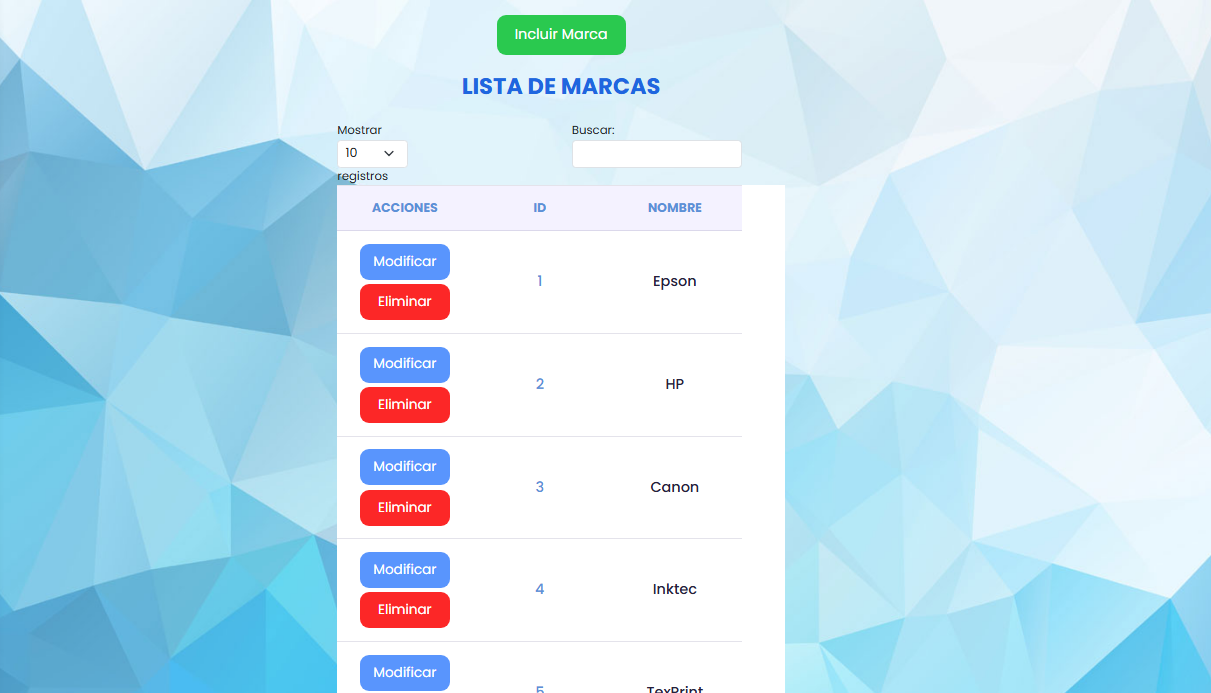 Incluir Marca
LISTA DE MARCAS
Mostrar
10
registros
Buscar:
ACCIONES ID NOMBRE
Modificar
Eliminar
1 Epson
Modificar
Eliminar
2 HP
Modificar
Eliminar
3 Canon
Modificar
Eliminar
4 Inktec
Modificar
5 TexPrint